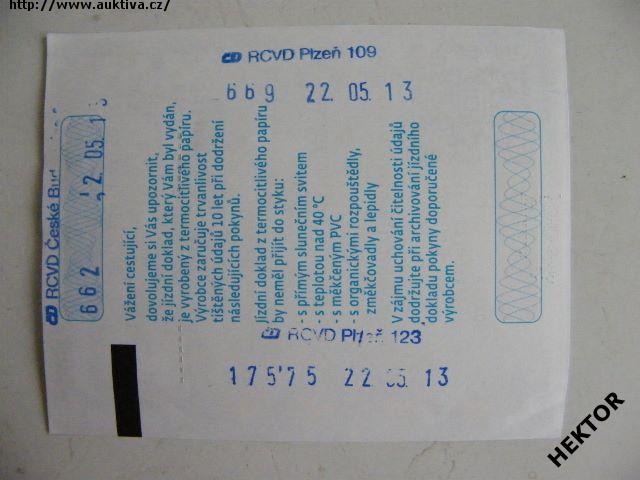 http://www.auktiva.cz/
RCVD Plzeň 109
669 22. 05. 13
RCVD České
662 2. 05. 13
Vážení cestující,
dovolujeme si Vás upozornit,
že jízdní doklad, který Vám byl vydán,
je vyroben z termocitlivého papíru.
Výrobce zaručuje trvanlivost
tištěných údajů 10 let při dodržení
následujících pokynů.
Jízdní doklad z termocitlivého papíru
by neměl přijít do styku:
- s přímým slunečním svitem
- s teplotou nad 40 °C
- s měkčeným PVC
- s organickými rozpouštědly,
změkčovadly a lepidly
V zájmu uchování čitelnosti údajů
dodržujte při archivování jízdního
dokladu pokyny doporučené
výrobcem.
RCVD Plzeň 123
175'75 22 05. 13
HEKTOR